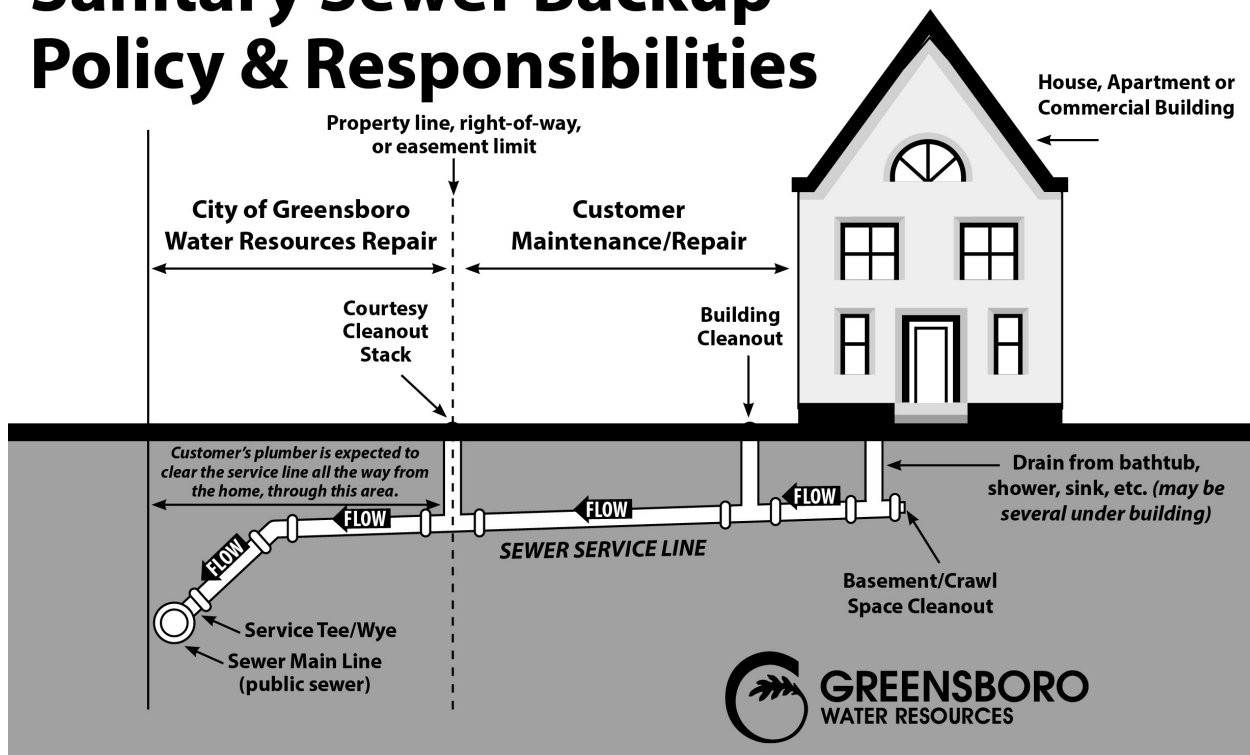 Sanitary Sewer Backup
Policy & Responsibilities
House, Apartment or
Commercial Building
Property line, right-of-way,
or easement limit
City of Greensboro
Water Resources Repair
Customer
Maintenance/Repair
Courtesy
Cleanout
Stack
Building
Cleanout
Customer's plumber is expected to
clear the service line all the way from
the home, through this area.
Drain from bathtub,
shower, sink, etc. (may be
several under building)
FLOW
FLOW
FLOW
FLOW
SEWER SERVICE LINE
Basement/Crawl
Space Cleanout
Service Tee/Wye
Sewer Main Line
(public sewer)
GREENSBORO
WATER RESOURCES